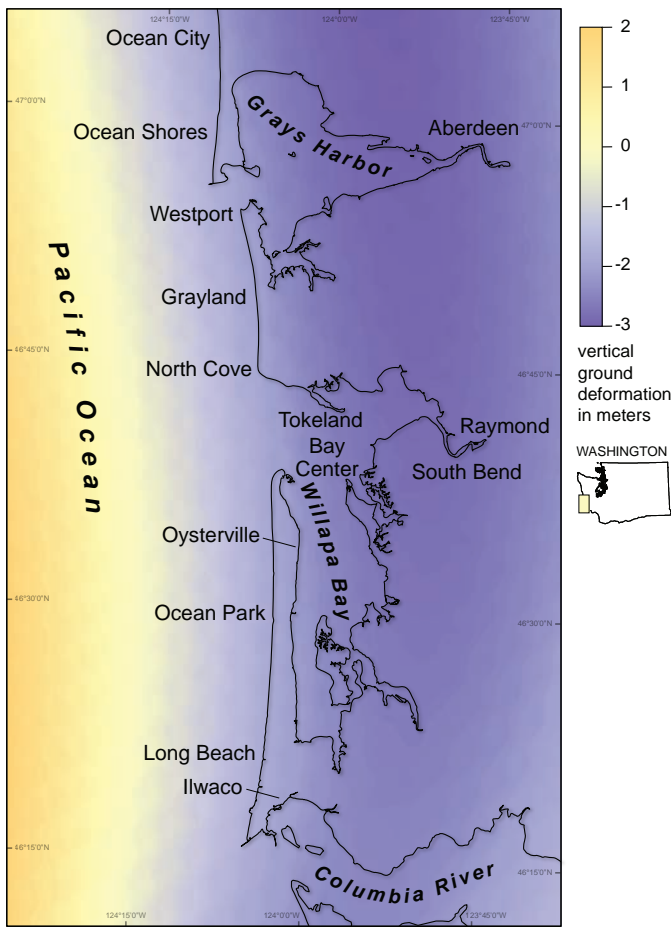 124°15'0"W
124°0'0"W
123°45'0"W
Ocean City
47°0'0"N
Ocean Shores
Grays Harbor
Aberdeen
46°0'0"N
Westport
Pacific Ocean
Grayland
46°45'0"N
North Cove
46°45'0"N
Tokeland
Raymond
Bay
Center
South Bend
Willapa Bay
Oysterville
Ocean Park
46°30'0"N
46°30'0"N
Long Beach
Ilwaco
46°15'0"N
Columbia River
46°15'0"N
124°15'0"W
124°0'0"W
123°45'0"W
2
1
0
-1
-2
-3
vertical
ground
deformation
in meters
WASHINGTON